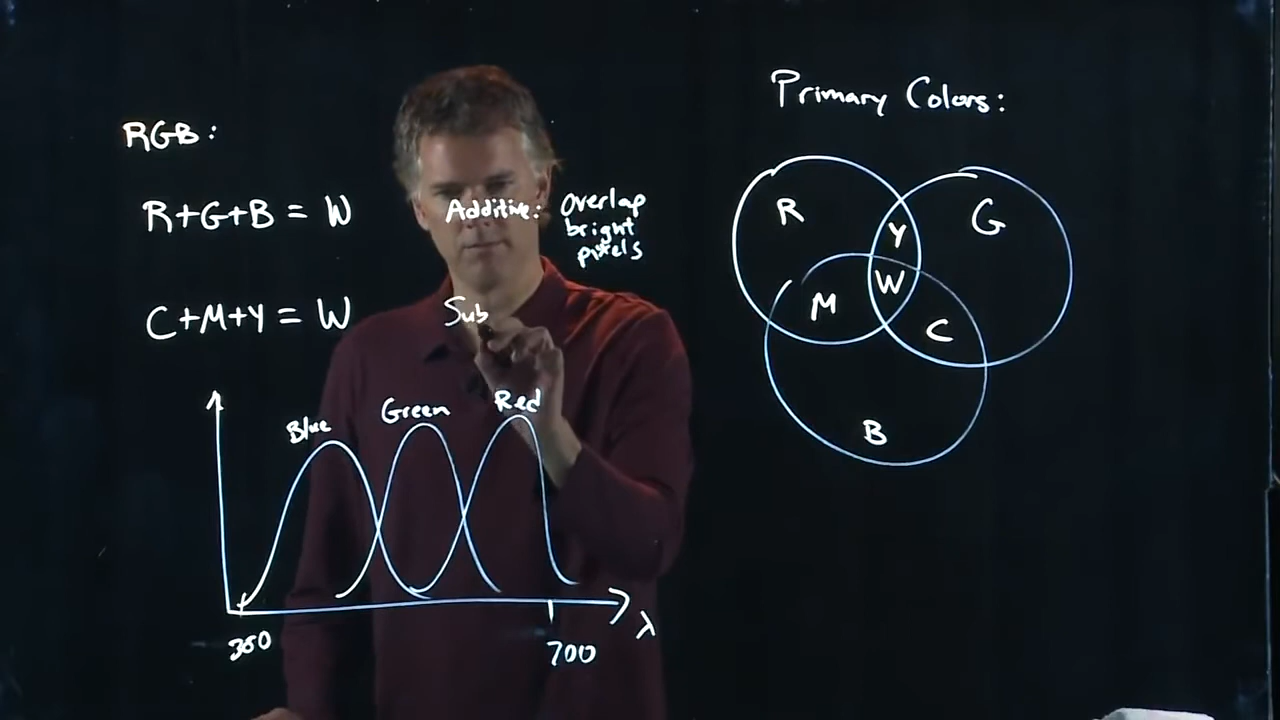 Primary Colors:
RGB:
R+G+B = W
Additive: Overlap
bright
pixels
C+M+Y = W
Sub
R
G
Y
W
M
C
B
Blue
Green
Red
350
700
λ